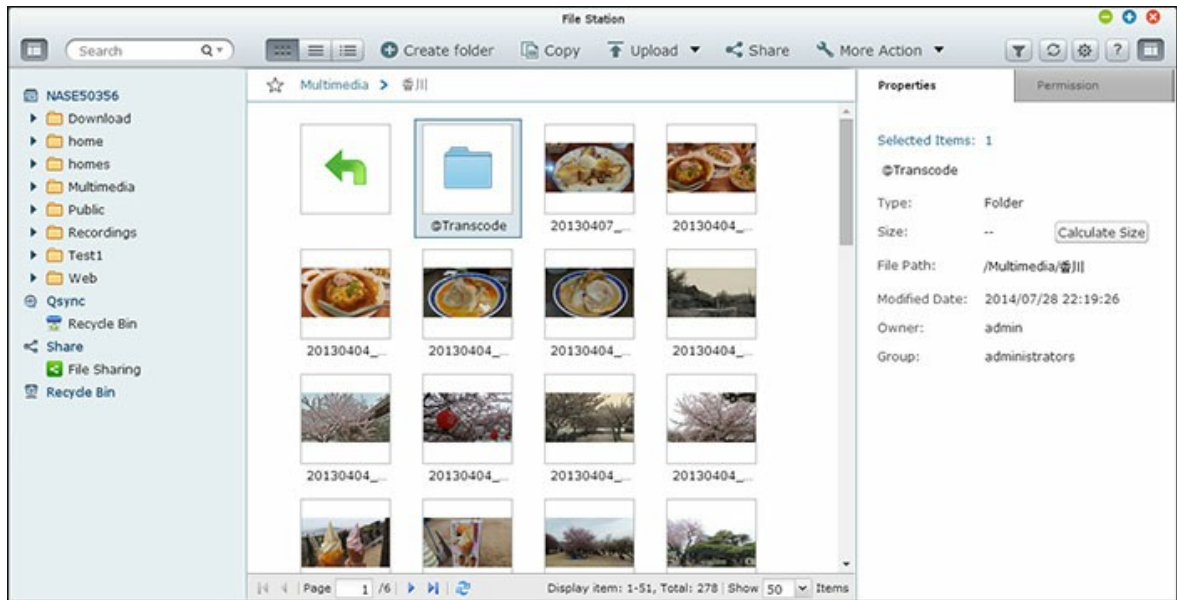 File Station
Search
Create folder
Copy
Upload
Share
More Action
NASE50356
Download
home
homes
Multimedia
Public
Recordings
Test1
Web
Qsync
Recycle Bin
Share
File Sharing
Recycle Bin
Multimedia > 香川
@Transcode
20130407_...
20130404_...
20130404_...
20130404_...
20130404_...
20130404_...
20130404_...
20130404_...
20130404_...
20130404_...
Page 1 /6
Display item: 1-51, Total: 278
Show 50 Items
Properties
Permission
Selected Items: 1
@Transcode
Type: Folder
Size: -- Calculate Size
File Path: /Multimedia/香川
Modified Date: 2014/07/28 22:19:26
Owner: admin
Group: administrators